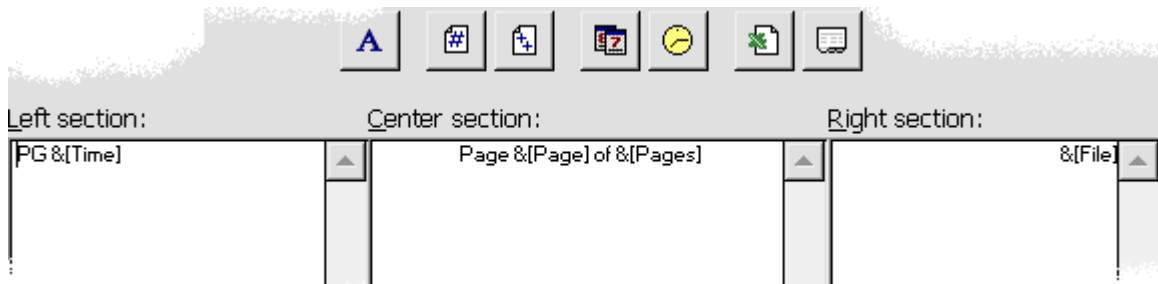 A
Left section: Center section: Right section:
PG &[Time] Page &[Page] of &[Pages] &[File]